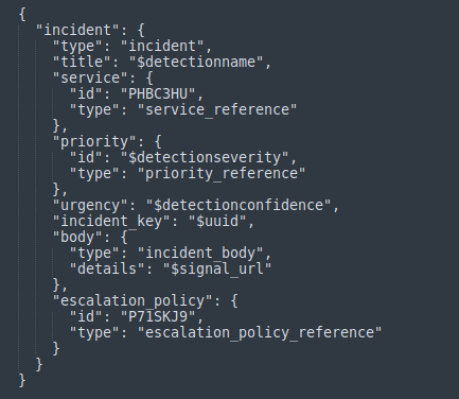 {
  "incident": {
    "type": "incident",
    "title": "$detectionname",
    "service": {
      "id": "PHBC3HU",
      "type": "service_reference"
    },
    "priority": {
      "id": "$detectionseverity",
      "type": "priority_reference"
    },
    "urgency": "$detectionconfidence",
    "incident_key": "$uuid",
    "body": {
      "type": "incident_body",
      "details": "$signal_url"
    },
    "escalation_policy": {
      "id": "P71SKJ9",
      "type": "escalation_policy_reference"
    }
  }
}